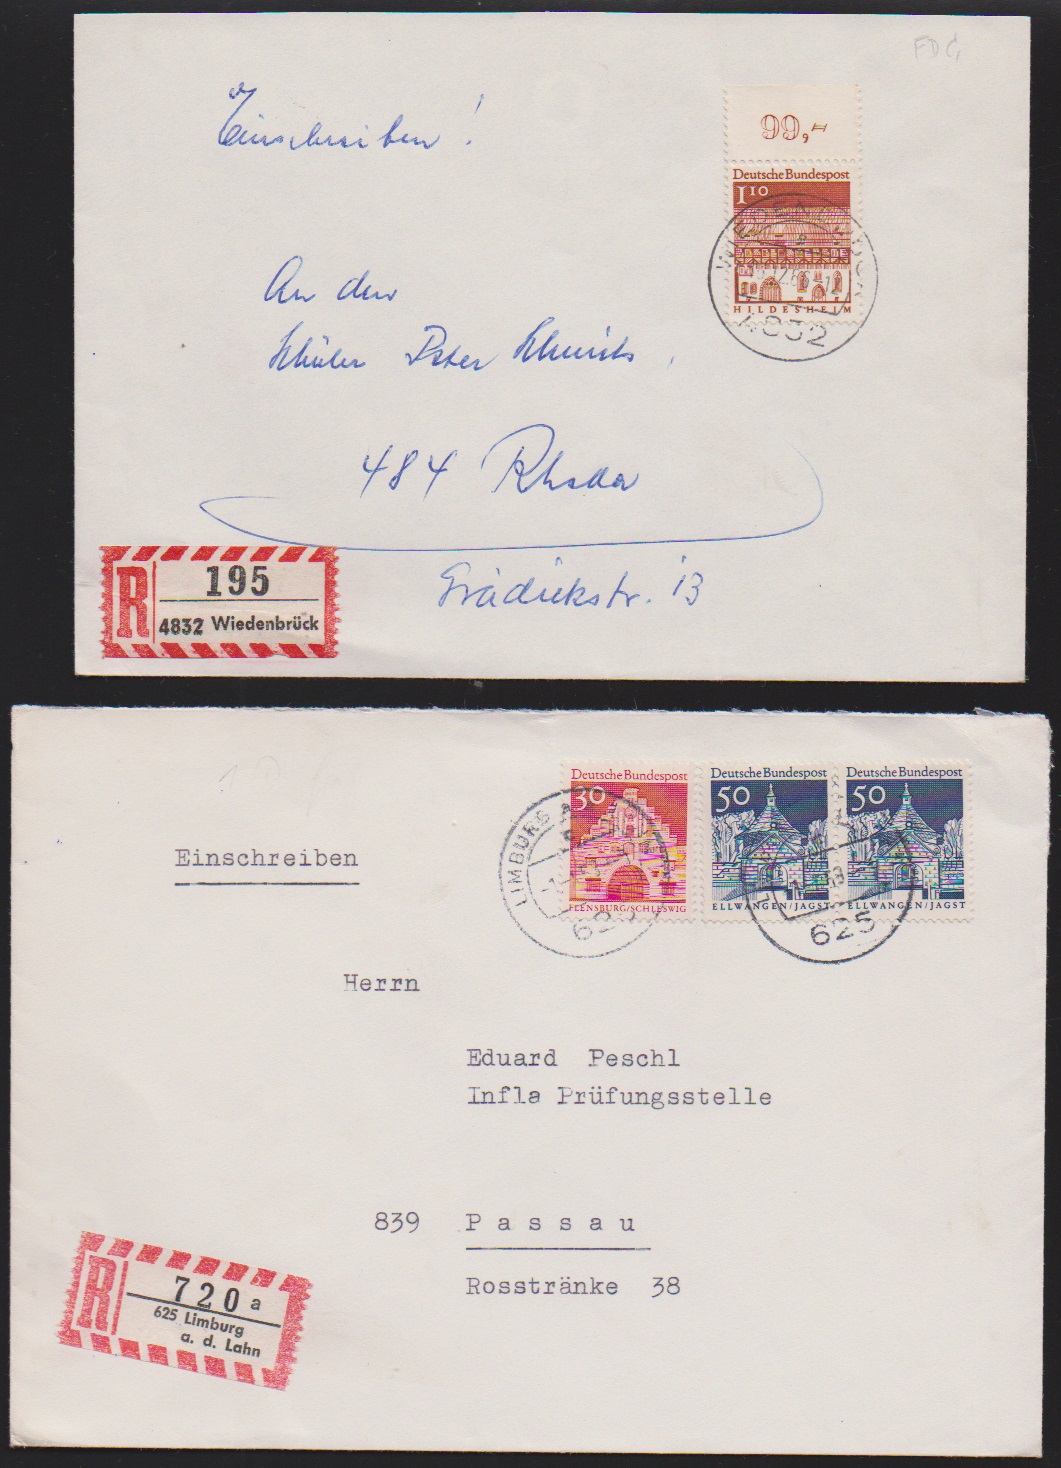 FDC
Einschreiben!
99,-
Deutsche Bundespost
1 10
HILDESHEIM
4832
An den
Schüler Peter
484 Rheda
195
4832 Wiedenbrück
13
Einschreiben
Deutsche Bundespost
30
FLENSBURG/SCHLESWIG
Deutsche Bundespost
50
ELLWANGEN/JAGST
Deutsche Bundespost
50
ELLWANGEN/JAGST
LIMBURG A
625
Herrn
Eduard Peschl
Infla Prüfungsstelle
839 Passau
Rosstränke 38
R
720 a
625 Limburg
a. d. Lahn
R